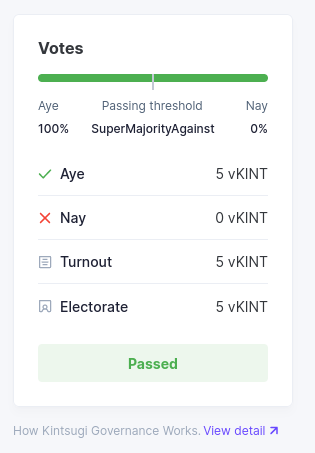 Votes
Aye Passing threshold Nay
100% SuperMajorityAgainst 0%
Aye 5 vKINT
Nay 0 vKINT
Turnout 5 vKINT
Electorate 5 vKINT
Passed
How Kintsugi Governance Works. View detail